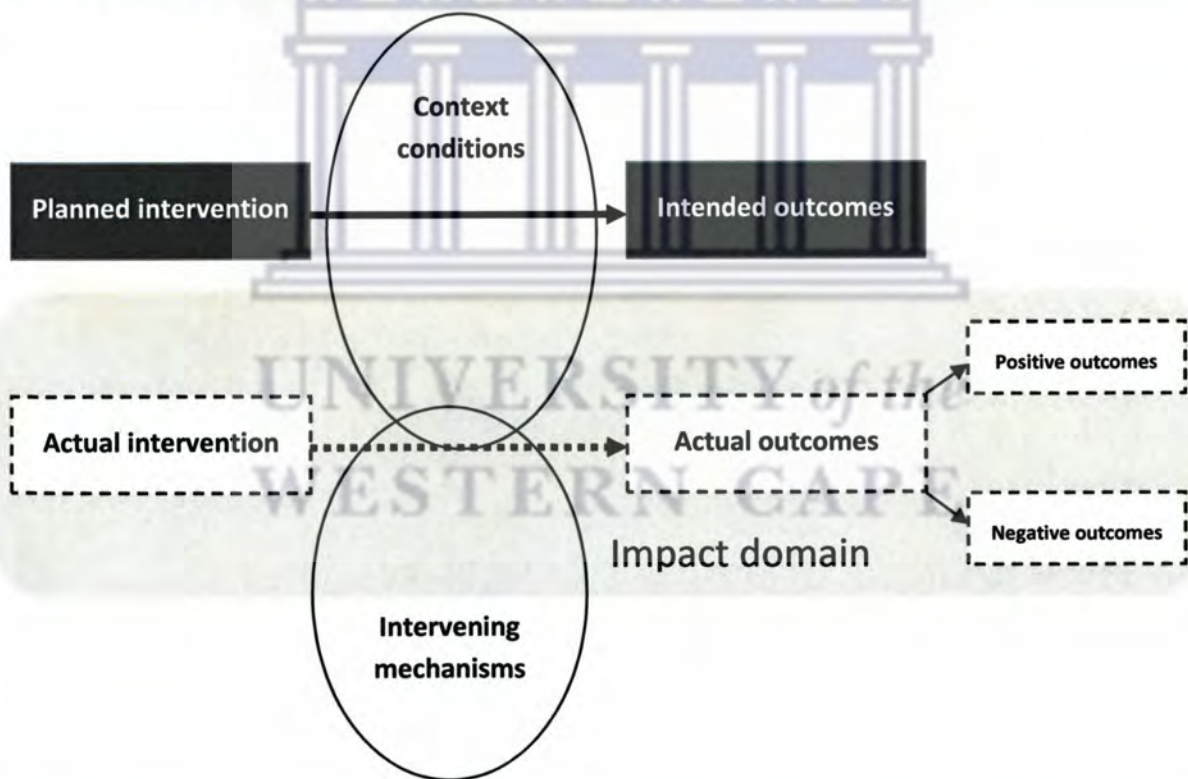 Context
conditions
Planned intervention
Intended outcomes
UNIVERSITY of the
Positive outcomes
Actual intervention
Actual outcomes
WESTERN CAPE
Negative outcomes
Impact domain
Intervening
mechanisms